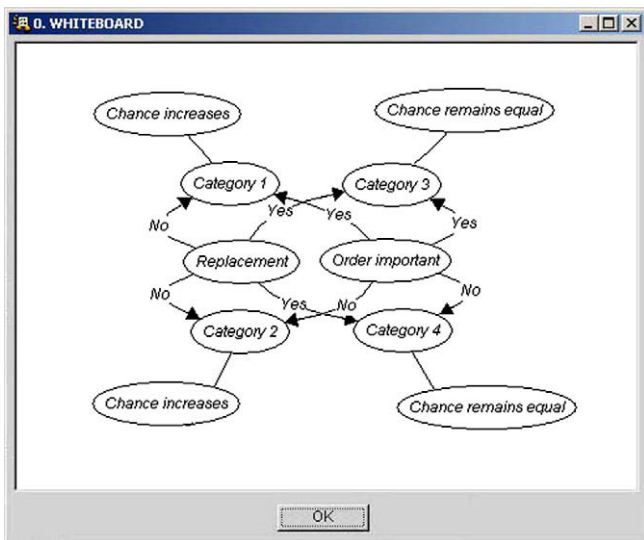 0. WHITEBOARD
Chance increases
Chance remains equal
Category 1
Category 3
Yes
Yes
No
Yes
Replacement
Order important
No
Yes
No
No
Category 2
Category 4
Chance increases
Chance remains equal
OK